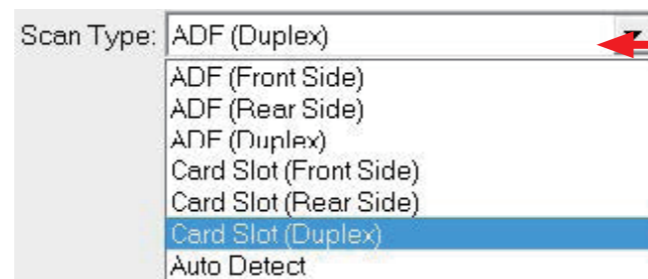 Scan Type: ADF (Duplex)
ADF (Front Side)
ADF (Rear Side)
ADF (Duplex)
Card Slot (Front Side)
Card Slot (Rear Side)
Card Slot (Duplex)
Auto Detect